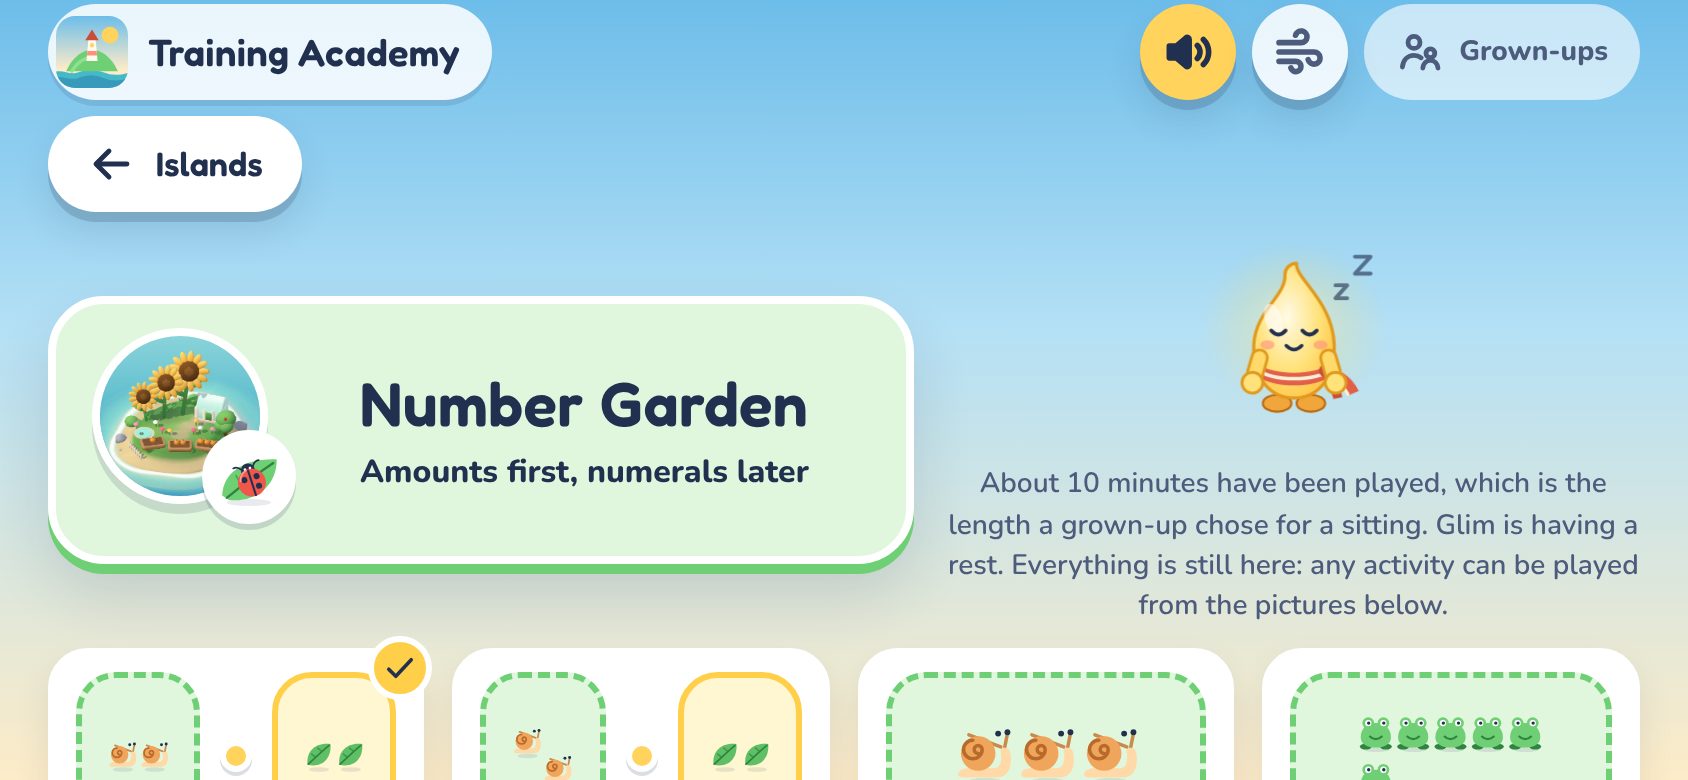 Training Academy
Grown-ups
Islands
z
z
Number Garden
Amounts first, numerals later
About 10 minutes have been played, which is the
length a grown-up chose for a sitting. Glim is having a
rest. Everything is still here: any activity can be played
from the pictures below.